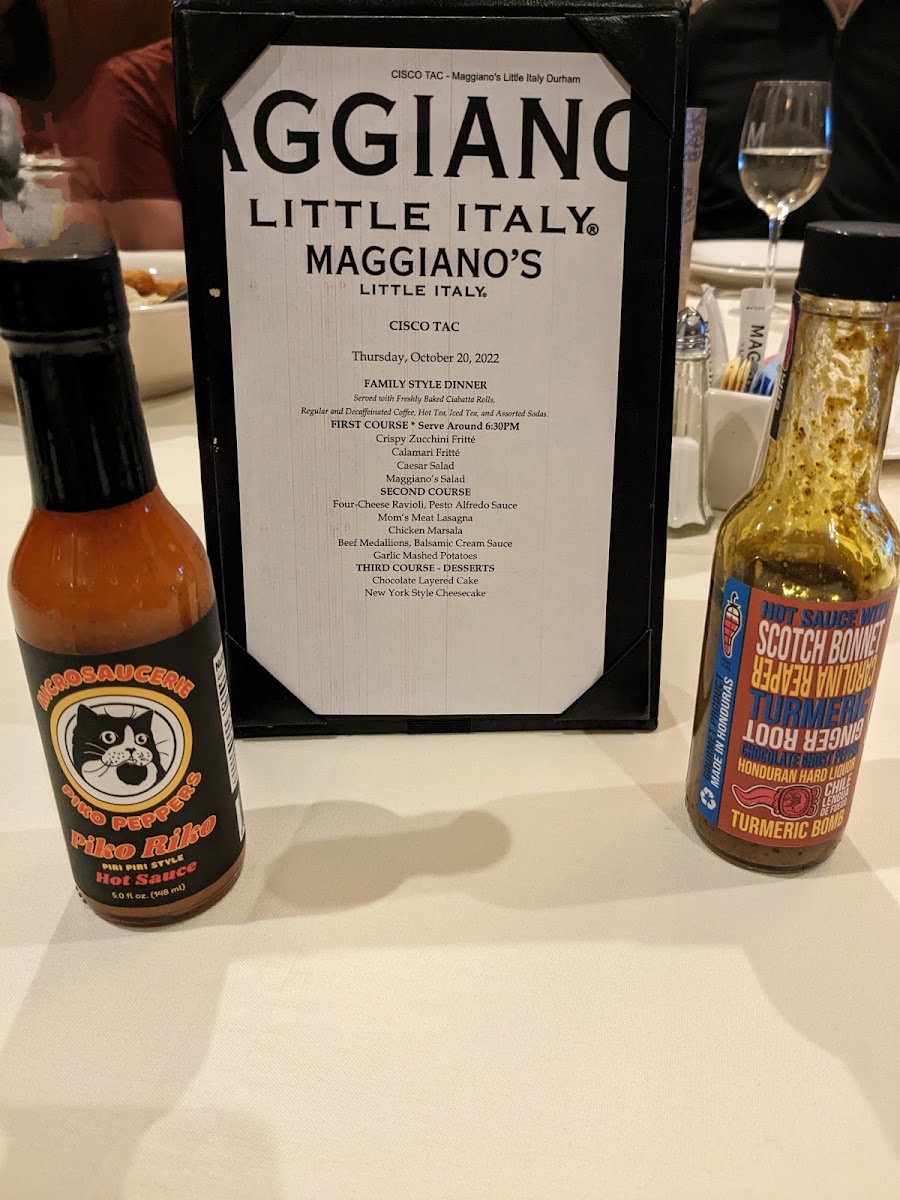 CISCO TAC - Maggiano's Little Italy Durham
AGGIANO
LITTLE ITALY®
MAGGIANO'S
LITTLE ITALY®
CISCO TAC
Thursday, October 20, 2022
FAMILY STYLE DINNER
Served with Freshly Baked Ciabatta Rolls,
Regular and Decaffeinated Coffee, Hot Tea, Iced Tea, and Assorted Sodas.
FIRST COURSE * Serve Around 6:30PM
Crispy Zucchini Fritté
Calamari Fritté
Caesar Salad
Maggiano's Salad
SECOND COURSE
Four-Cheese Ravioli, Pesto Alfredo Sauce
Mom's Meat Lasagna
Chicken Marsala
Beef Medallions, Balsamic Cream Sauce
Garlic Mashed Potatoes
THIRD COURSE - DESSERTS
Chocolate Layered Cake
New York Style Cheesecake
MICROSAUCERIE
PIKO PEPPERS
Piko Riko
PIRI PIRI STYLE
Hot Sauce
5.0 fl oz. (148 ml)
M
MAG
HOT SAUCE WITH
SCOTCH BONNET
CAROLINA REAPER
TURMERIC
GINGER ROOT
CHOCOLATE GHOST PEPPER
HONDURAN HARD LIQUOR
CHILE
LENGUA
DE FUEGO
TURMERIC BOMB
MADE IN HONDURAS